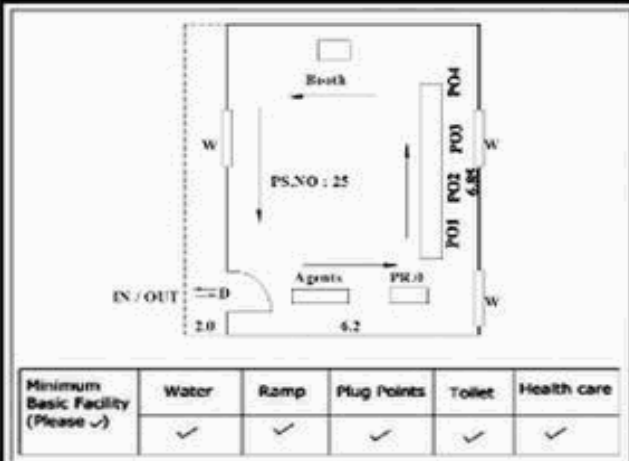 Booth
PO4
PO3
PO2
PO1
6.85
W
W
PS.NO : 25
Agents
PR/0
IN / OUT
D
W
2.0
6.2
Minimum Basic Facility (Please ✓)
Water
Ramp
Plug Points
Toilet
Health care
✓
✓
✓
✓
✓